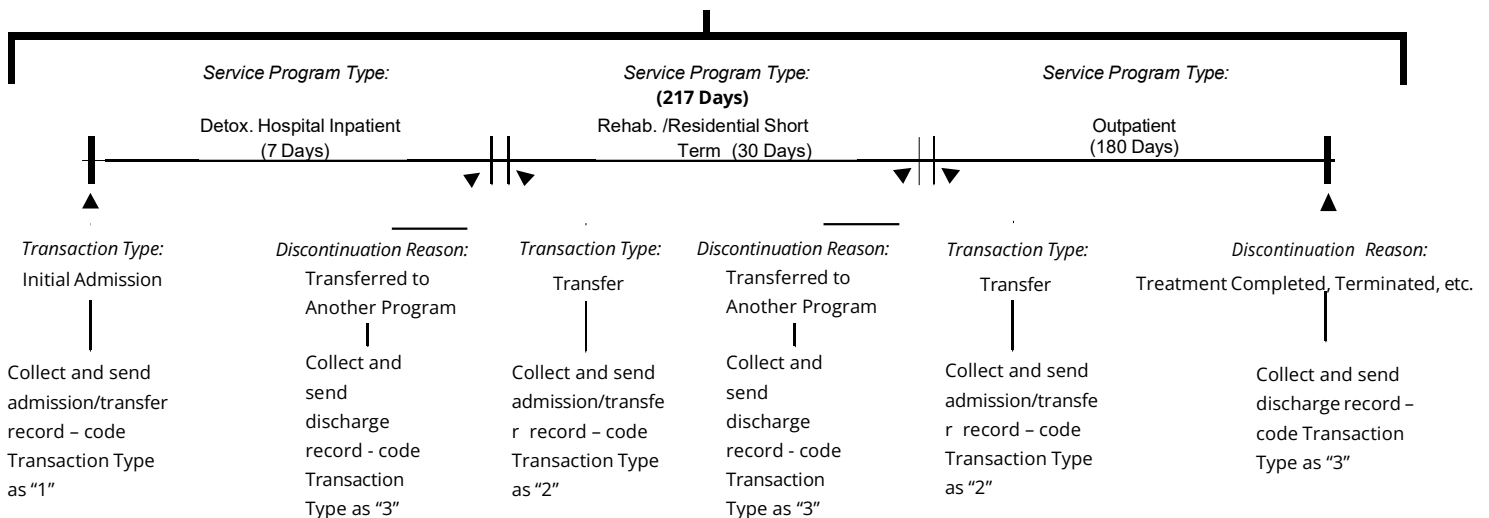 Service Program Type:
Detox. Hospital Inpatient
(7 Days)
Service Program Type:
(217 Days)
Rehab. /Residential Short
Term (30 Days)
Service Program Type:
Outpatient
(180 Days)
Transaction Type:
Initial Admission
Collect and send
admission/transfer
record – code
Transaction Type
as “1”
Discontinuation Reason:
Transferred to
Another Program
Collect and
send
discharge
record - code
Transaction
Type as “3”
Transaction Type:
Transfer
Collect and send
admission/transfe
r record – code
Transaction Type
as “2”
Discontinuation Reason:
Transferred to
Another Program
Collect and
send
discharge
record - code
Transaction
Type as “3”
Transaction Type:
Transfer
Collect and send
admission/transfe
r record – code
Transaction Type
as “2”
Discontinuation Reason:
Treatment Completed, Terminated, etc.
Collect and send
discharge record –
code Transaction
Type as “3”